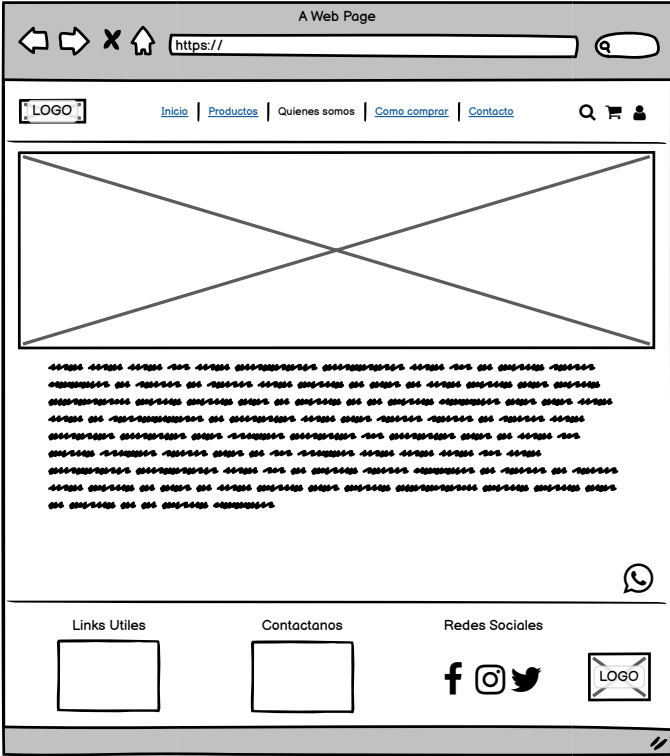 A Web Page
https://
LOGO
Inicio | Productos | Quienes somos | Como comprar | Contacto
Links Utiles
Contactanos
Redes Sociales
LOGO